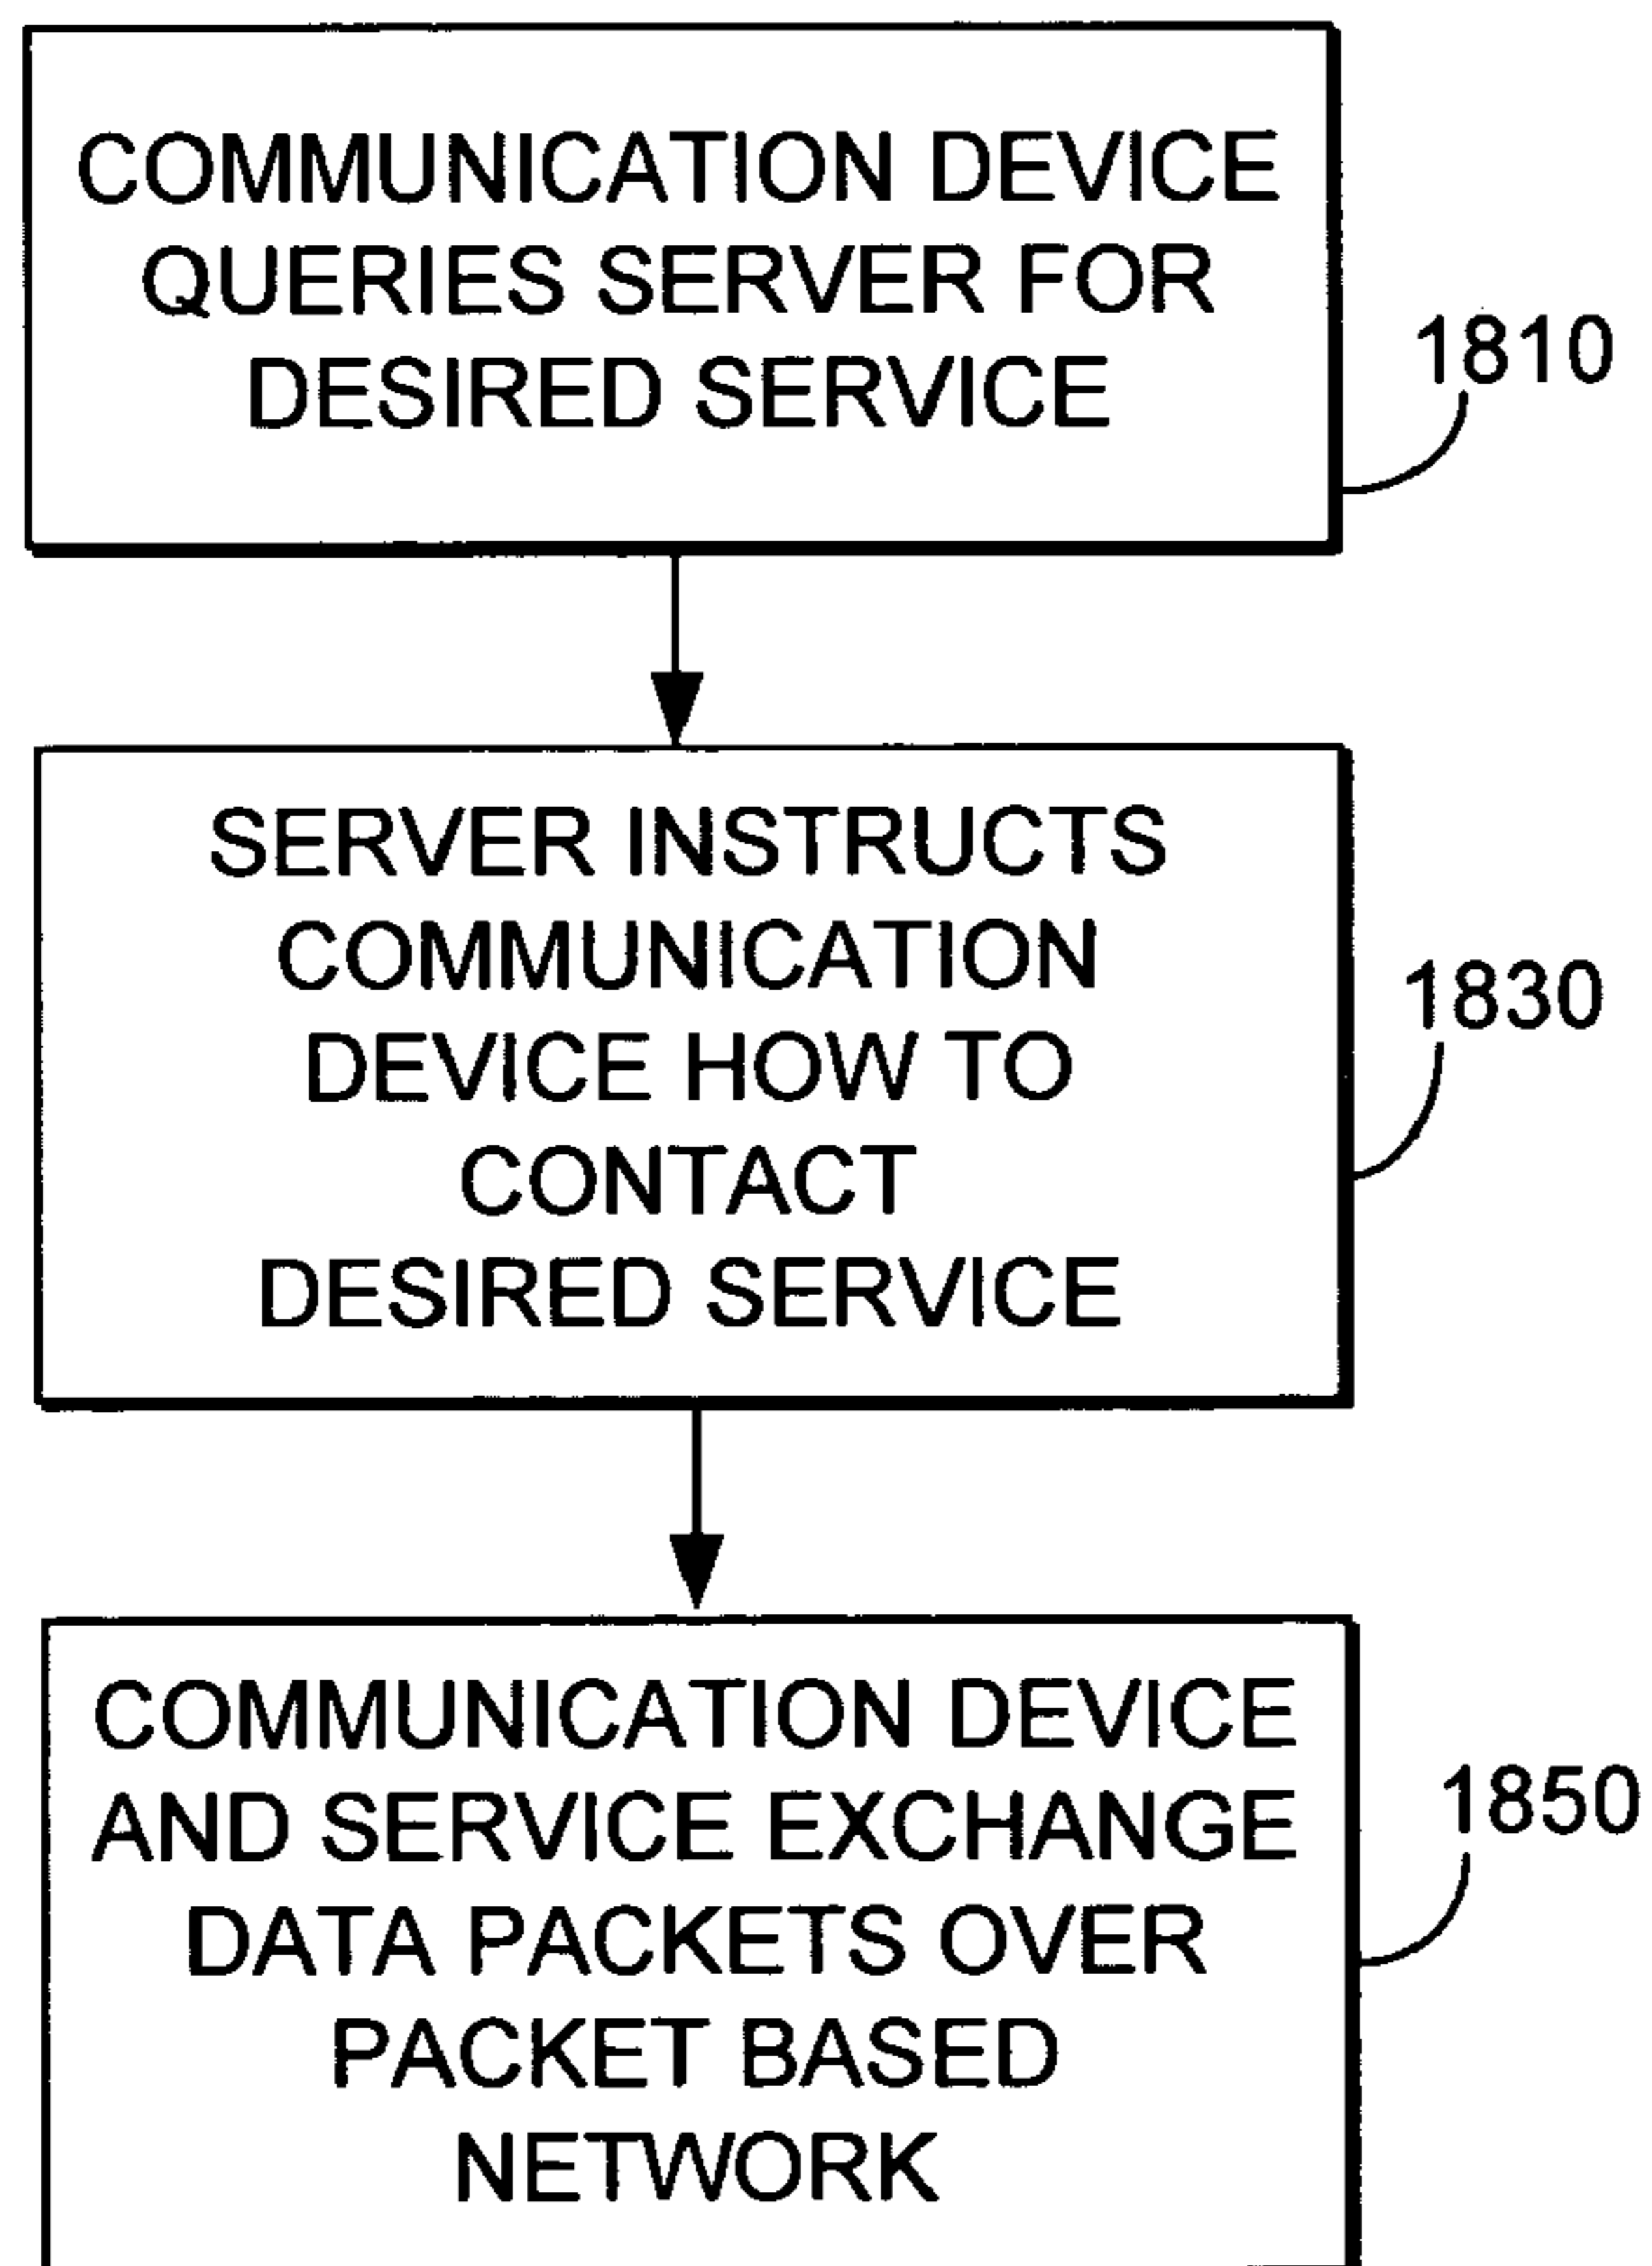 COMMUNICATION DEVICE
QUERIES SERVER FOR
DESIRED SERVICE
1810
SERVER INSTRUCTS
COMMUNICATION
DEVICE HOW TO
CONTACT
DESIRED SERVICE
1830
COMMUNICATION DEVICE
AND SERVICE EXCHANGE
DATA PACKETS OVER
PACKET BASED
NETWORK
1850